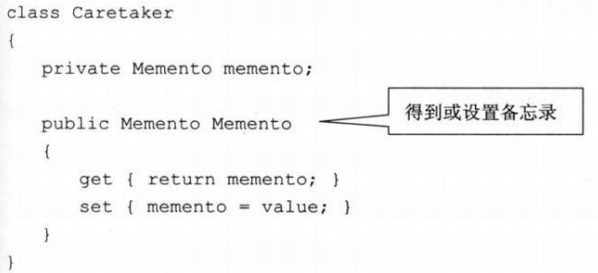 class Caretaker
{
private Memento memento;
public Memento Memento
得到或设置备忘录
{
get { return memento; }
set { memento = value; }
}
}